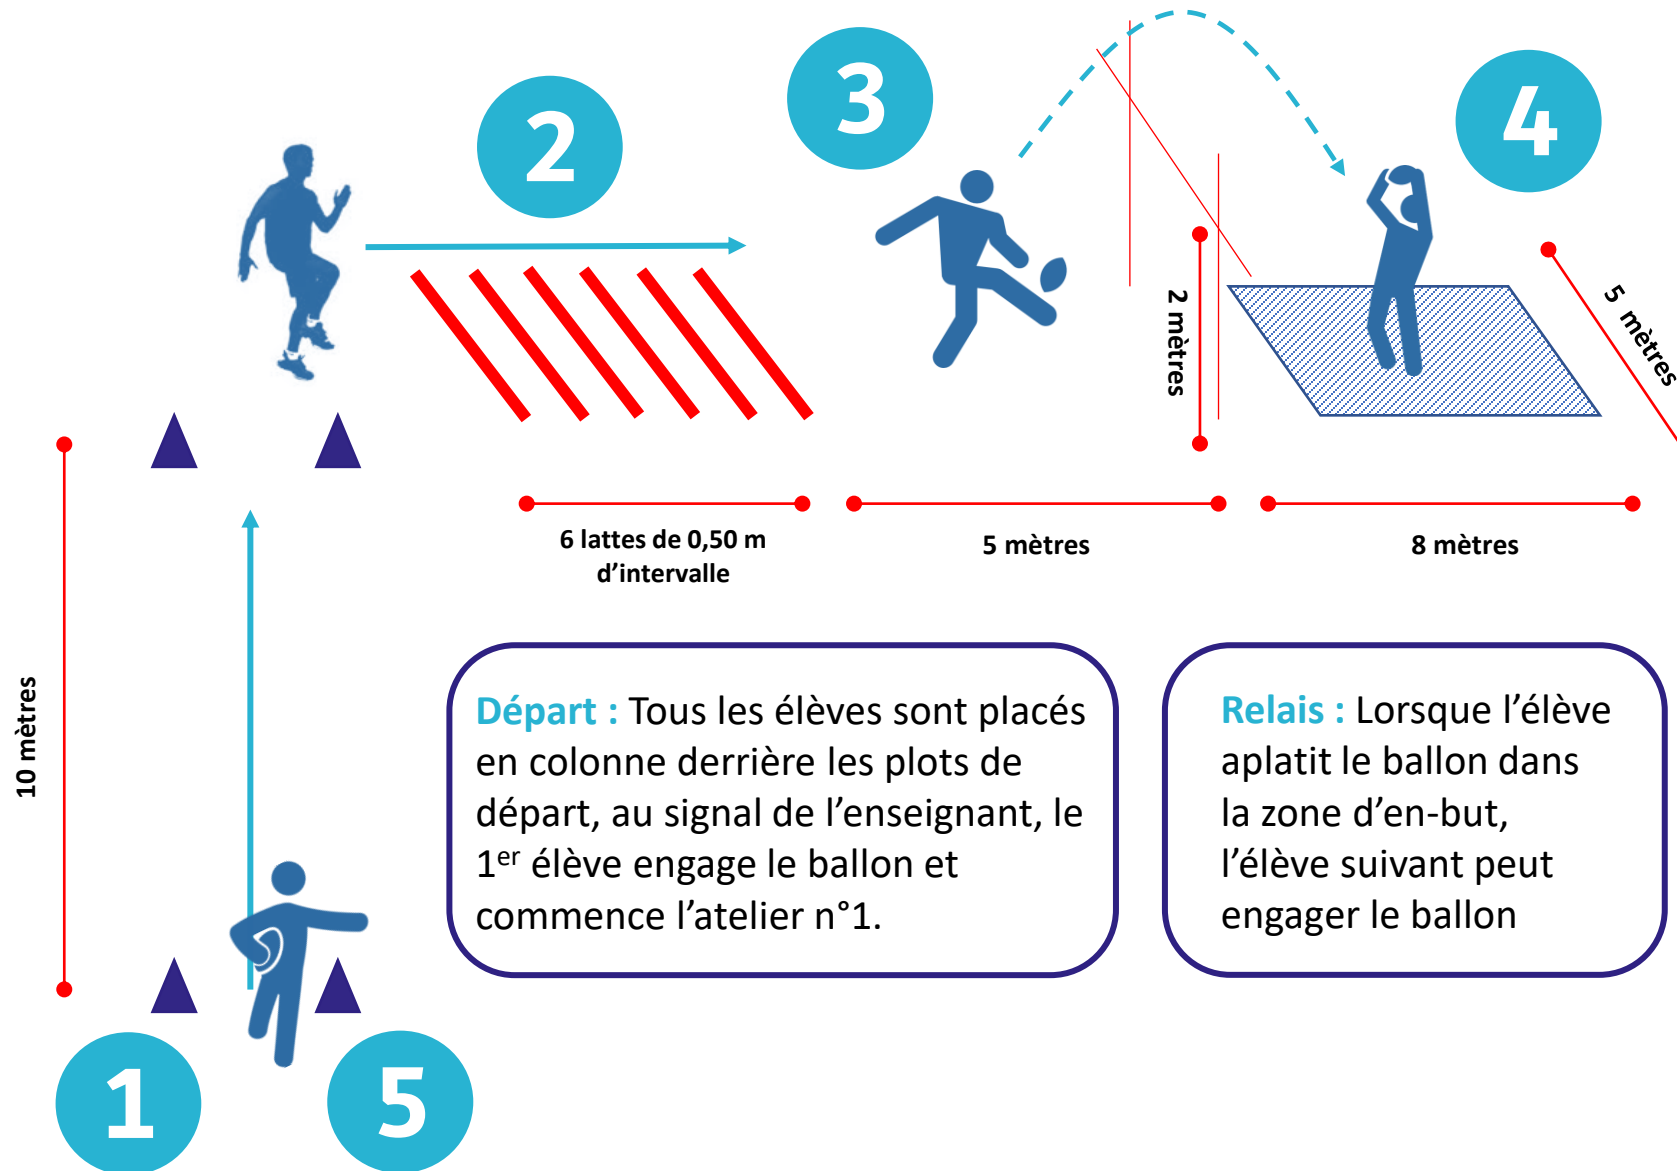 2
3
4
2 mètres
5 mètres
6 lattes de 0,50 m
d’intervalle
5 mètres
8 mètres
10 mètres
Départ : Tous les élèves sont placés
en colonne derrière les plots de
départ, au signal de l’enseignant, le
1er élève engage le ballon et
commence l’atelier n°1.
Relais : Lorsque l’élève
aplatit le ballon dans
la zone d’en-but,
l’élève suivant peut
engager le ballon
1
5